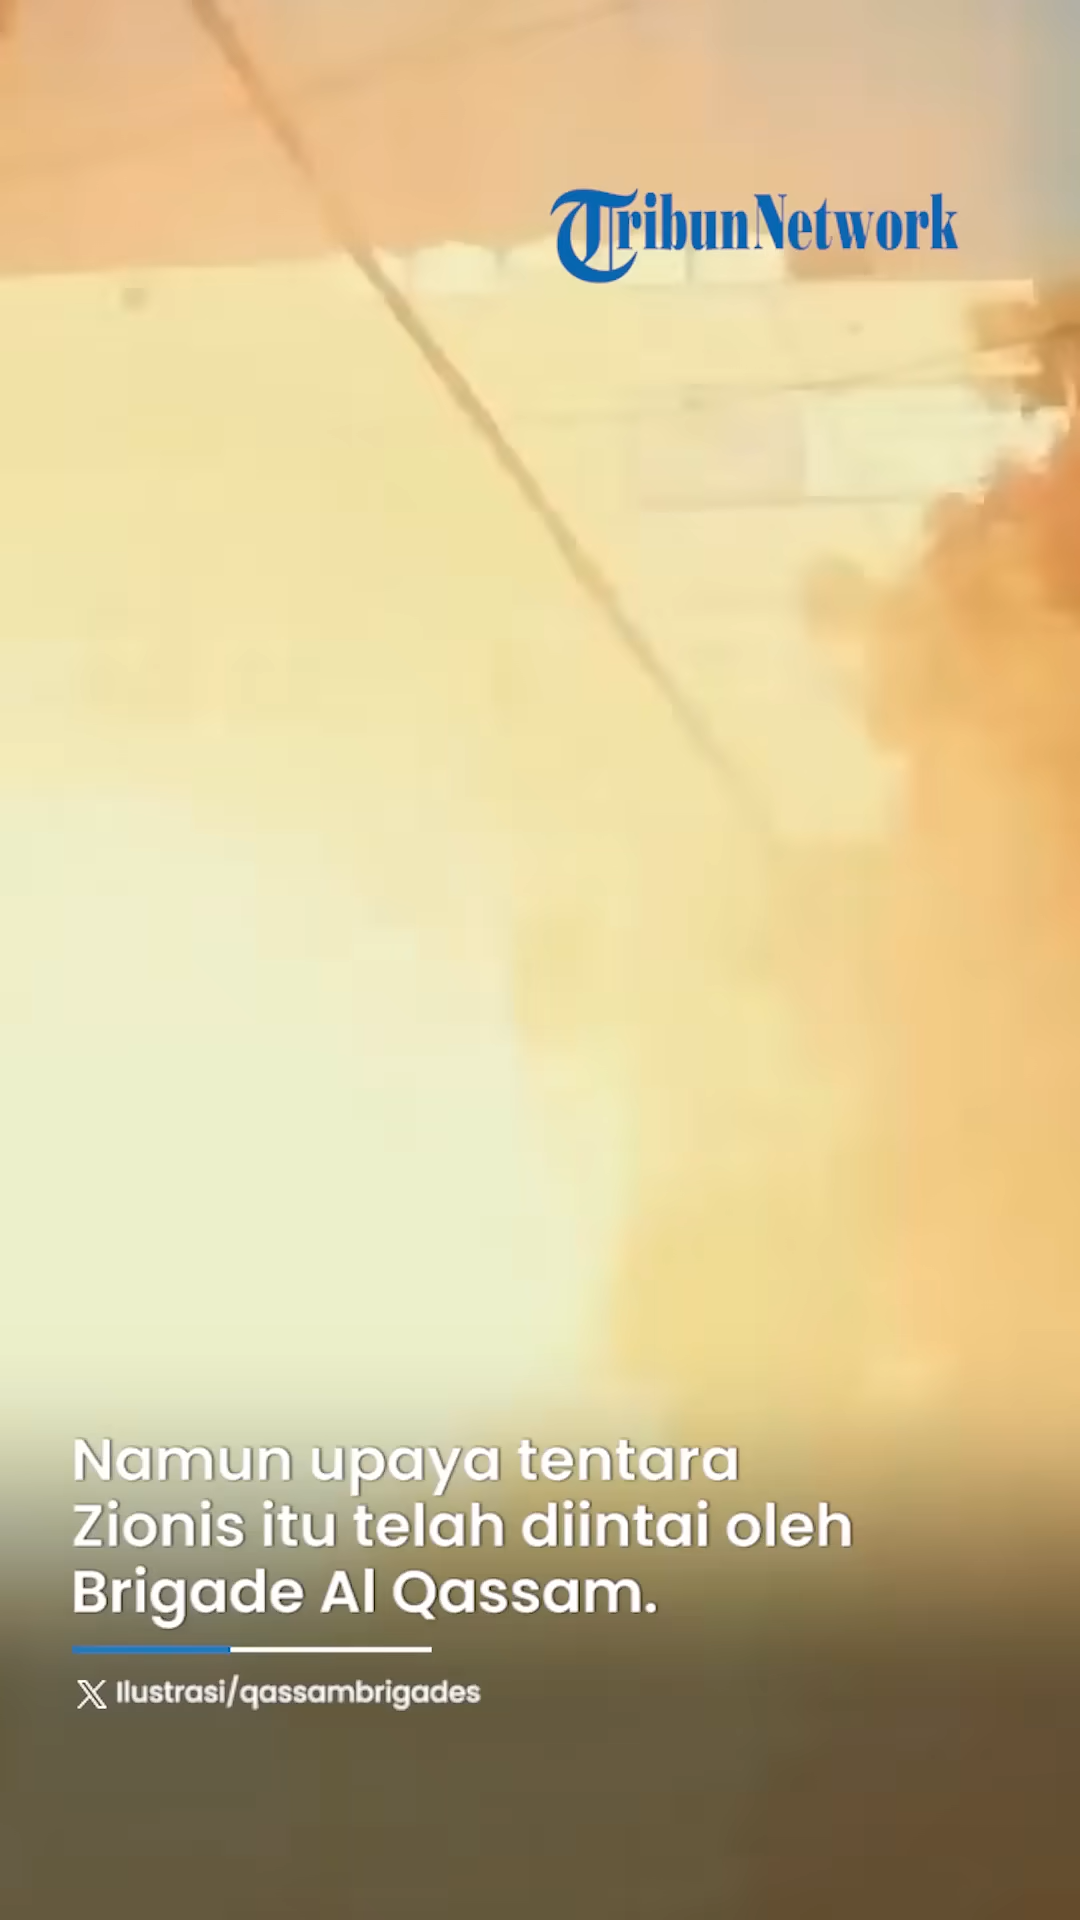 TribunNetwork
Namun upaya tentara
Zionis itu telah diintai oleh
Brigade Al Qassam.
X Ilustrasi/qassambrigades